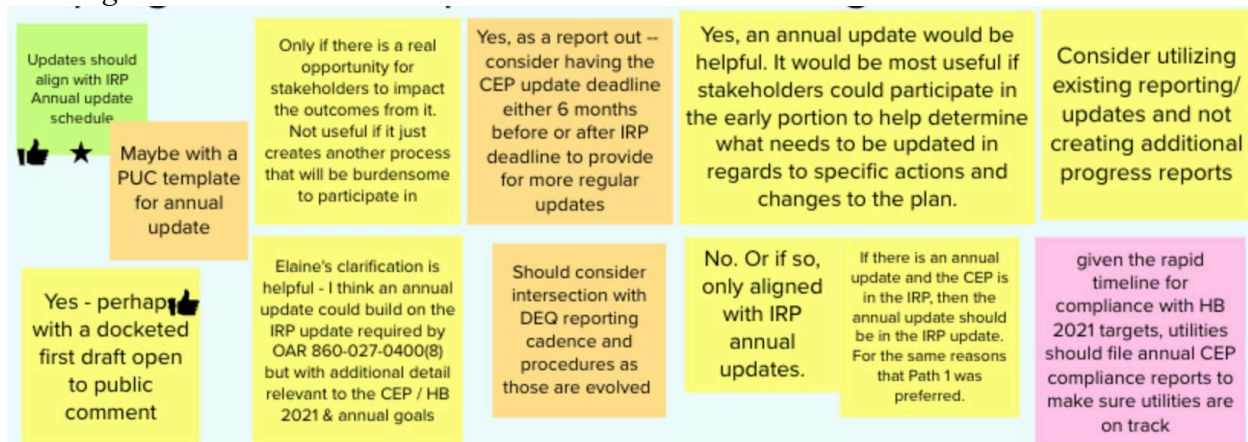 Updates should
align with IRP
Annual update
schedule
Maybe with a
PUC template
for annual
update
Only if there is a real
opportunity for
stakeholders to impact
the outcomes from it.
Not useful if it just
creates another process
that will be burdensome
to participate in
Yes, as a report out --
consider having the
CEP update deadline
either 6 months
before or after IRP
deadline to provide
for more regular
updates
Yes, an annual update would be
helpful. It would be most useful if
stakeholders could participate in
the early portion to help determine
what needs to be updated in
regards to specific actions and
changes to the plan.
Consider utilizing
existing reporting/
updates and not
creating additional
progress reports
Yes - perhaps
with a docketed
first draft open
to public
comment
Elaine's clarification is
helpful - I think an annual
update could build on the
IRP update required by
OAR 860-027-0400(8)
but with additional detail
relevant to the CEP / HB
2021 & annual goals
Should consider
intersection with
DEQ reporting
cadence and
procedures as
those are evolved
No. Or if so,
only aligned
with IRP
annual
updates.
If there is an annual
update and the CEP is
in the IRP, then the
annual update should
be in the IRP update.
For the same reasons
that Path 1 was
preferred.
given the rapid
timeline for
compliance with HB
2021 targets, utilities
should file annual CEP
compliance reports to
make sure utilities are
on track